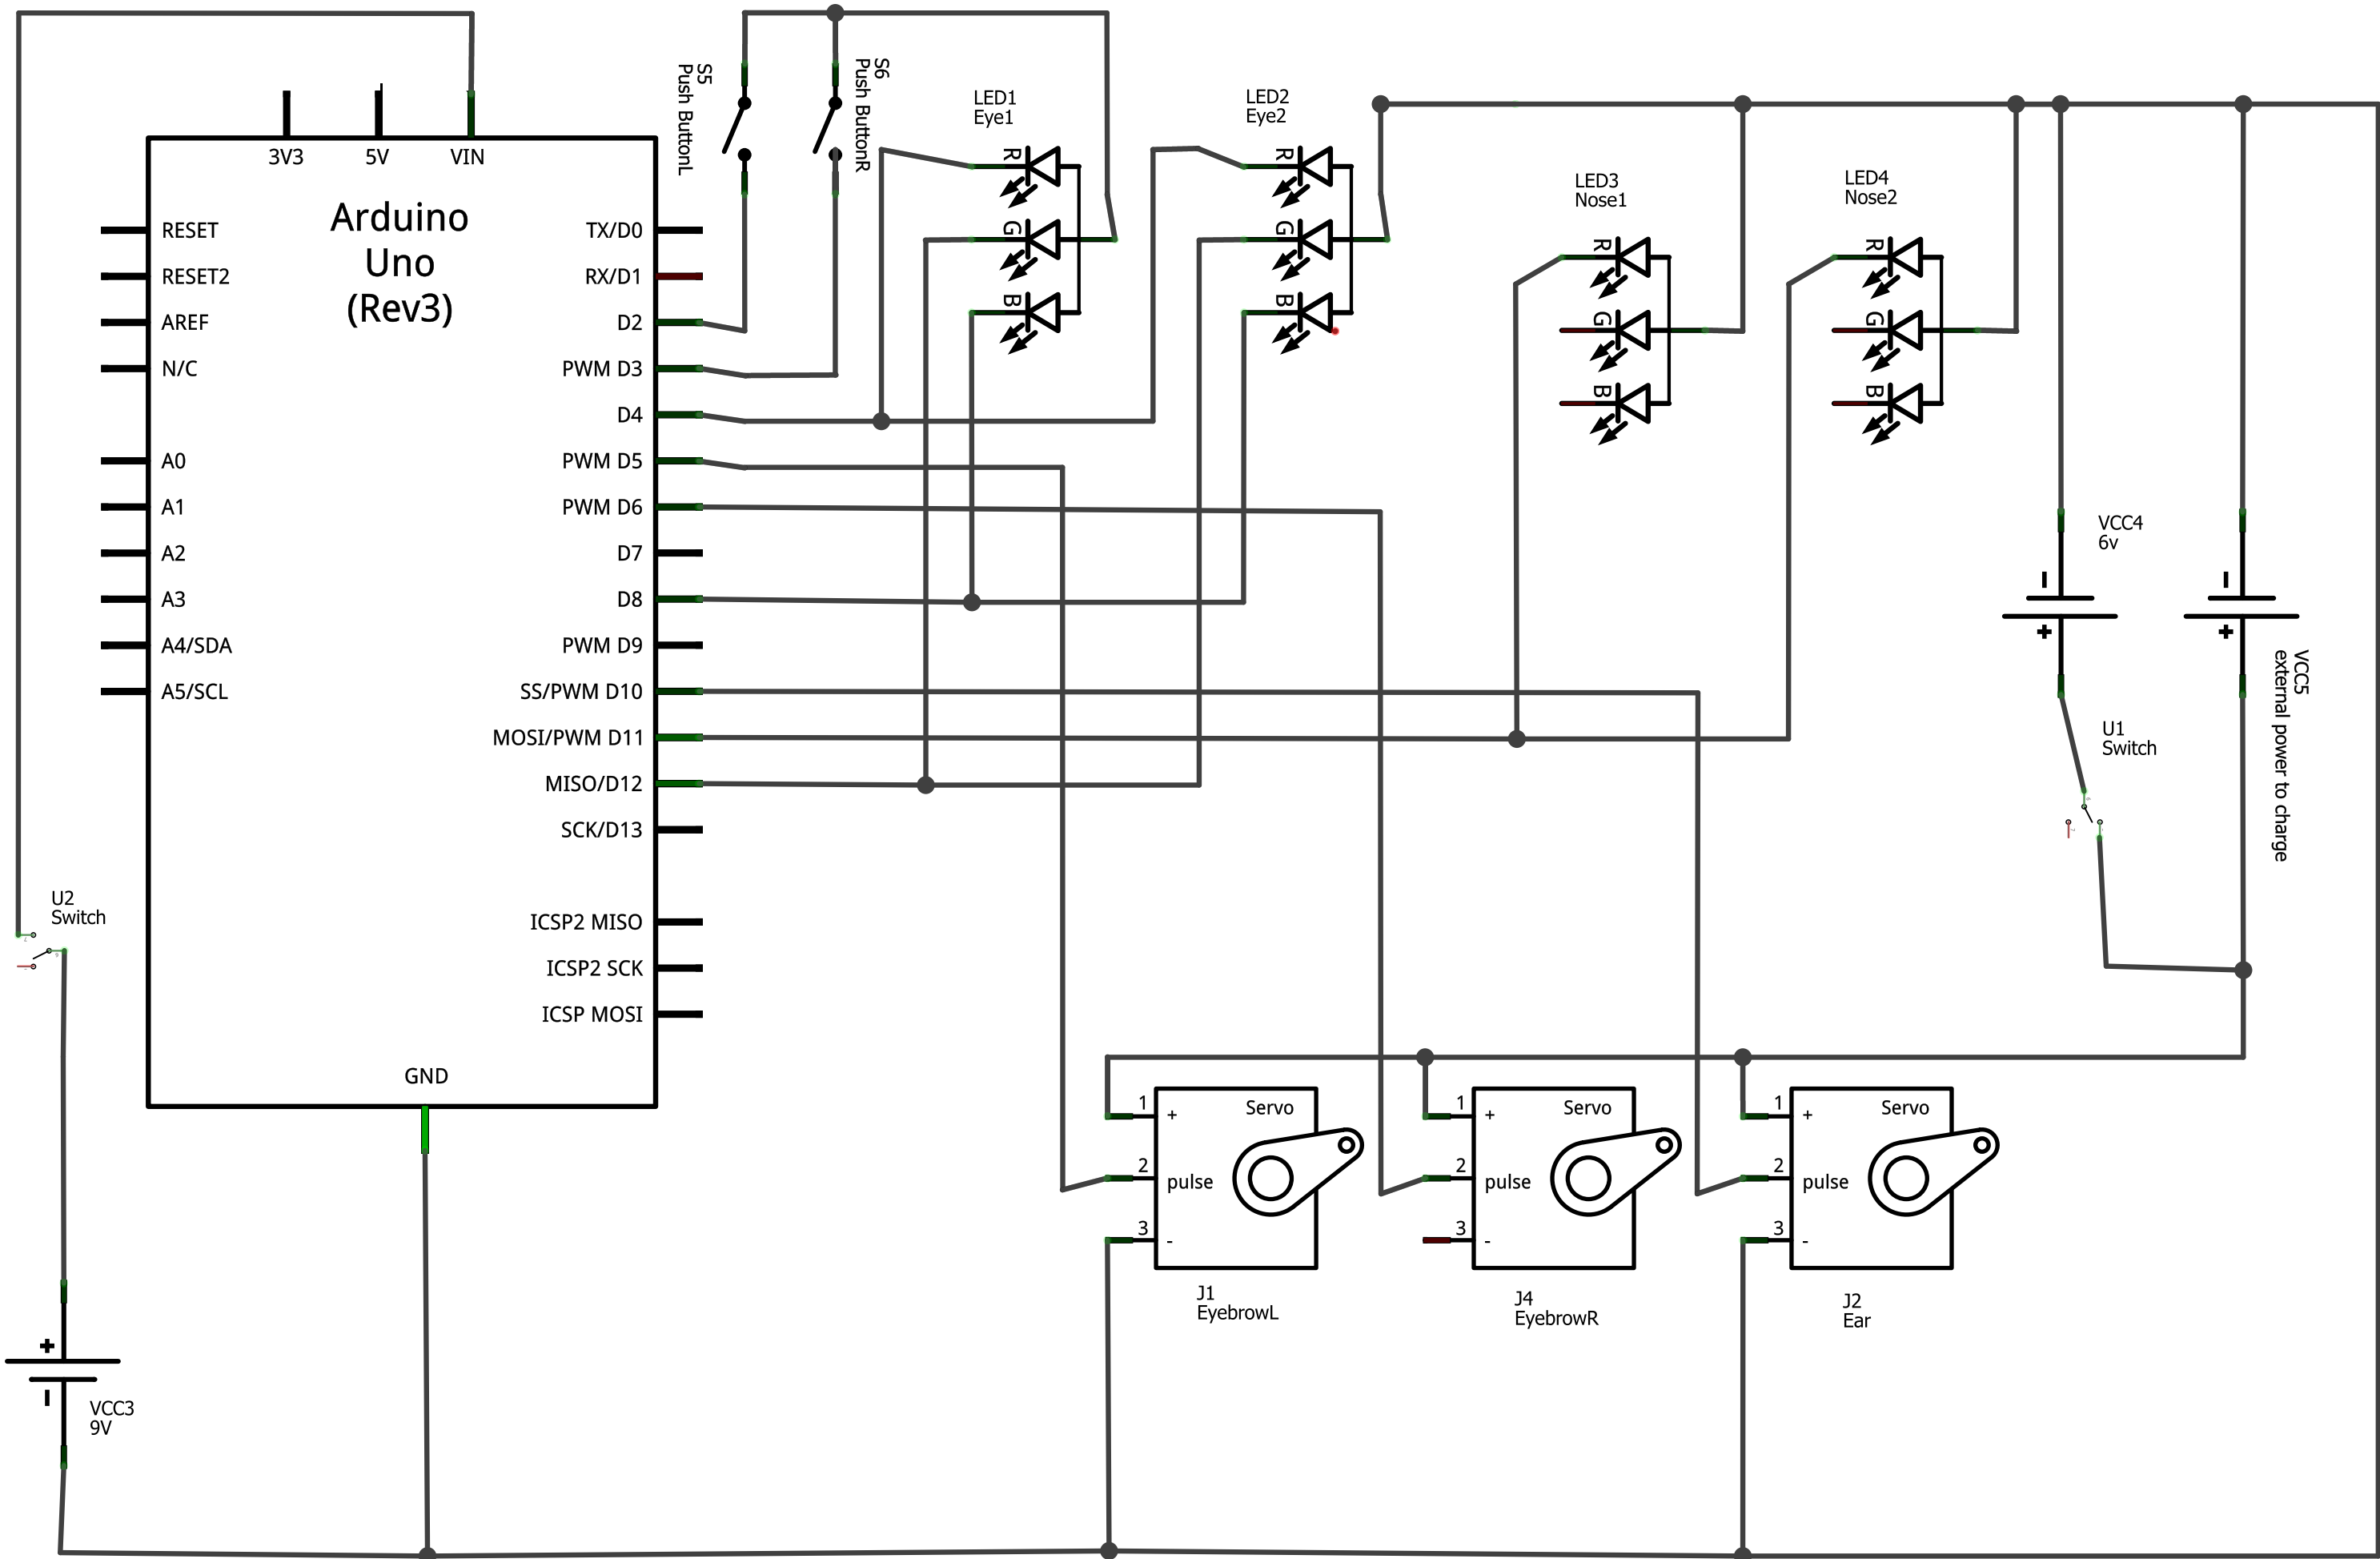 3V3 5V VIN
Arduino
Uno
(Rev3)
RESET
RESET2
AREF
N/C
A0
A1
A2
A3
A4/SDA
A5/SCL
TX/D0
RX/D1
D2
PWM D3
D4
PWM D5
PWM D6
D7
D8
PWM D9
SS/PWM D10
MOSI/PWM D11
MISO/D12
SCK/D13
ICSP2 MISO
ICSP2 SCK
ICSP MOSI
GND
S5
Push ButtonL
S6
Push ButtonR
LED1
Eye1
R
G
B
LED2
Eye2
R
G
B
LED3
Nose1
R
G
B
LED4
Nose2
R
G
B
VCC4
6v
-
+
-
+
VCC5
external power to charge
U1
Switch
U2
Switch
+
-
VCC3
9V
1 + Servo
2 pulse
3 -
J1
EyebrowL
1 + Servo
2 pulse
3 -
J4
EyebrowR
1 + Servo
2 pulse
3 -
J2
Ear